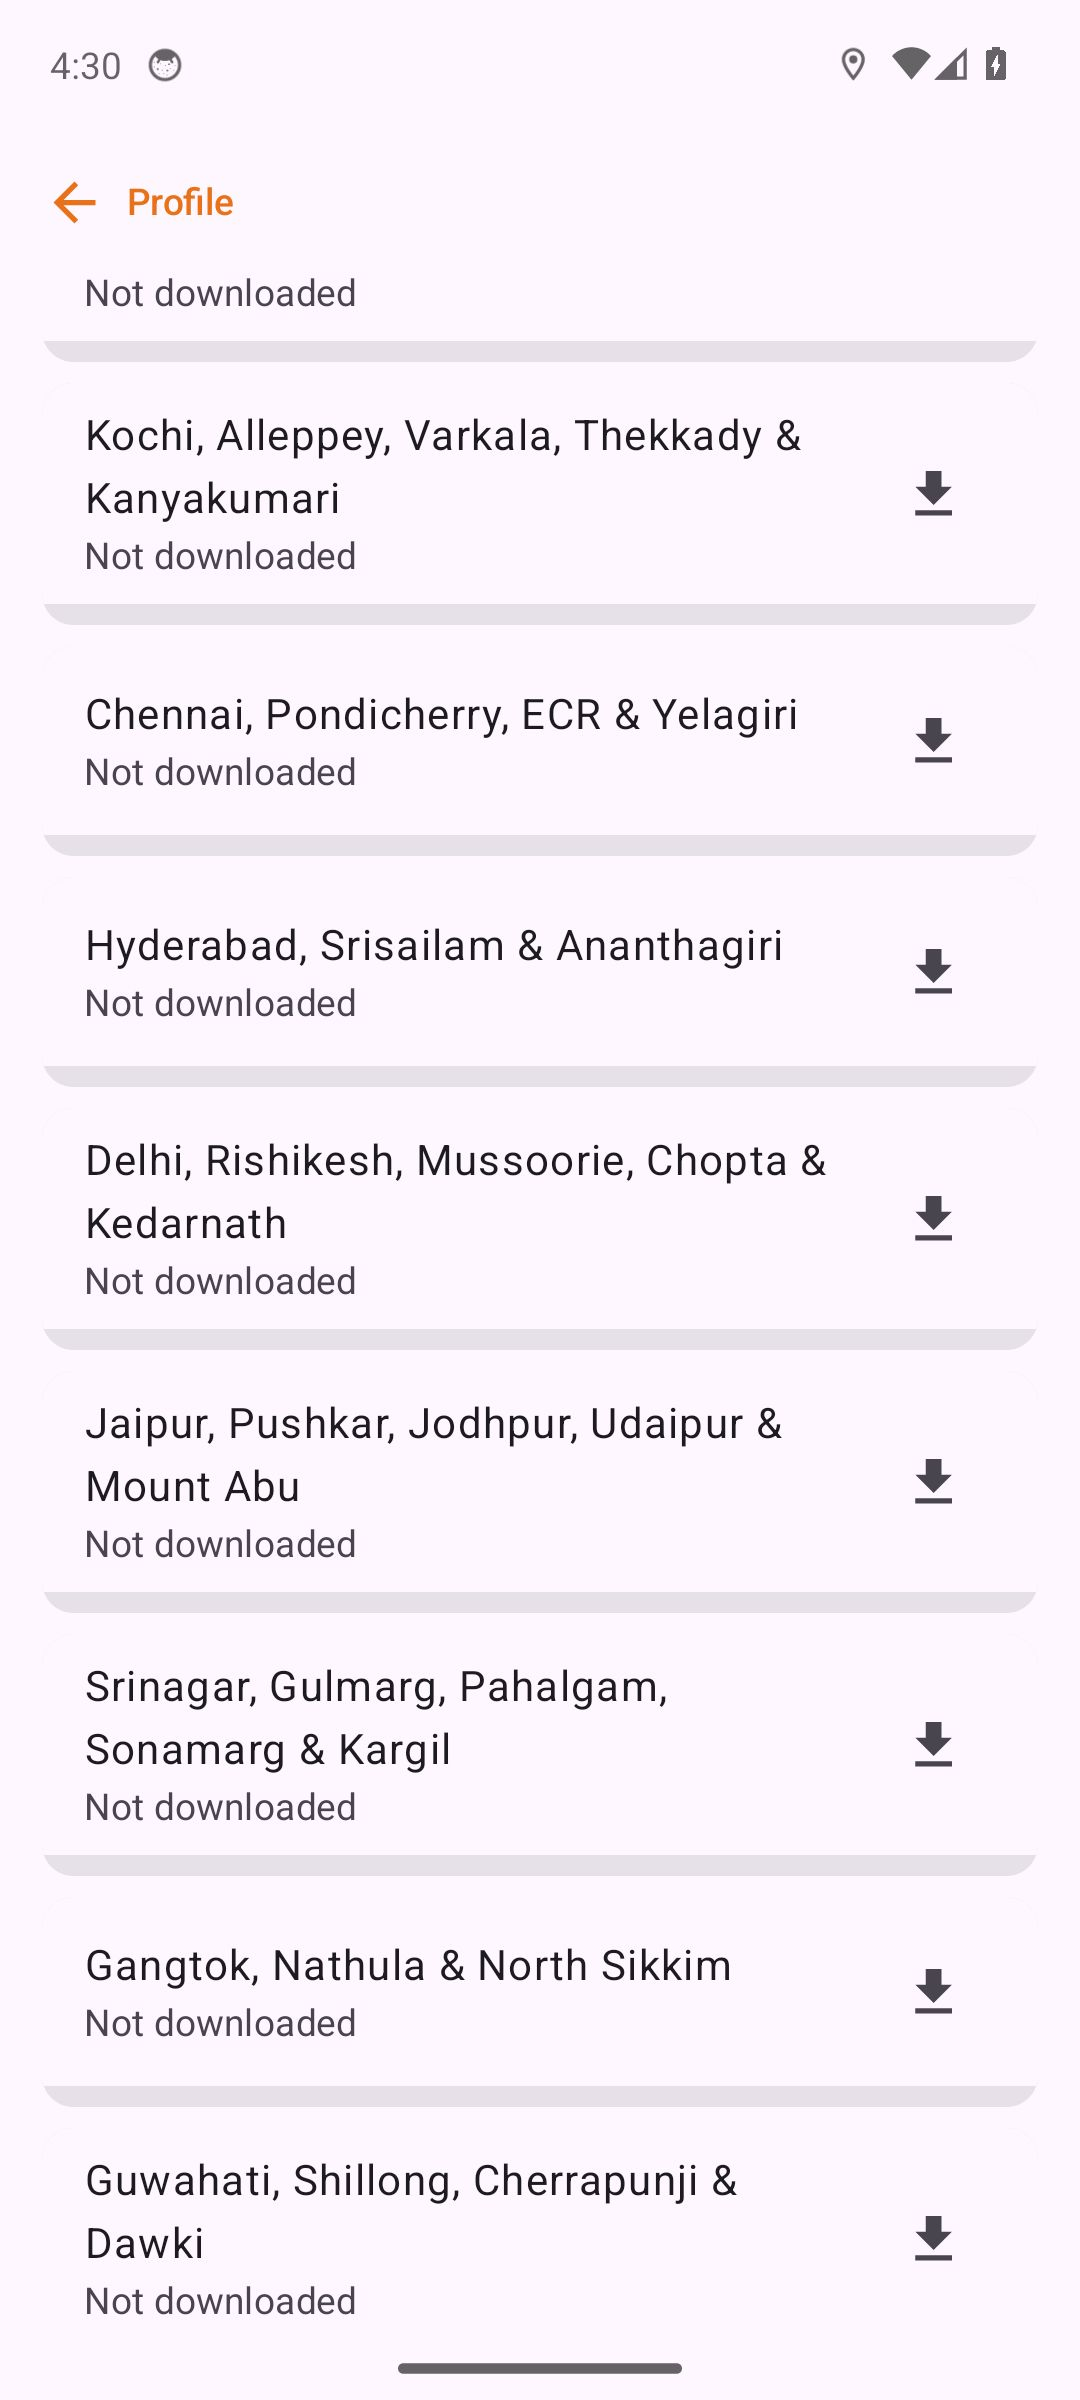 4:30
Profile
Not downloaded
Kochi, Alleppey, Varkala, Thekkady &
Kanyakumari
Not downloaded
Chennai, Pondicherry, ECR & Yelagiri
Not downloaded
Hyderabad, Srisailam & Ananthagiri
Not downloaded
Delhi, Rishikesh, Mussoorie, Chopta &
Kedarnath
Not downloaded
Jaipur, Pushkar, Jodhpur, Udaipur &
Mount Abu
Not downloaded
Srinagar, Gulmarg, Pahalgam,
Sonamarg & Kargil
Not downloaded
Gangtok, Nathula & North Sikkim
Not downloaded
Guwahati, Shillong, Cherrapunji &
Dawki
Not downloaded